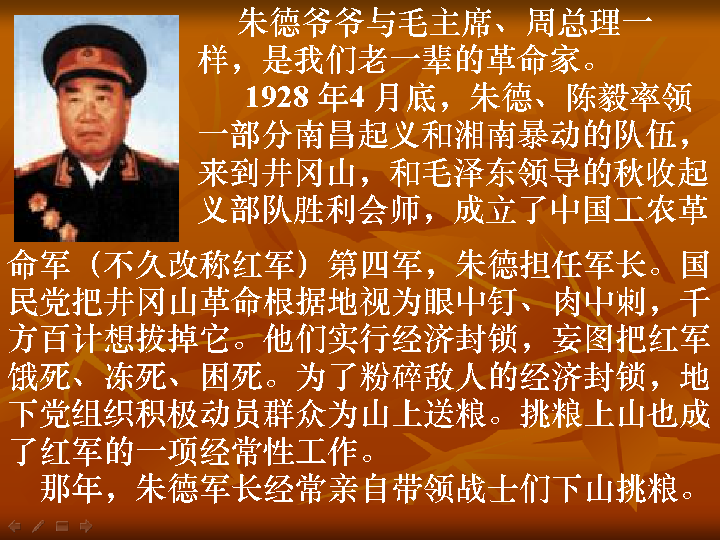 朱德爷爷与毛主席、周总理一
样，是我们老一辈的革命家。
1928 年4 月底，朱德、陈毅率领
一部分南昌起义和湘南暴动的队伍，
来到井冈山，和毛泽东领导的秋收起
义部队胜利会师，成立了中国工农革
命军（不久改称红军）第四军，朱德担任军长。国
民党把井冈山革命根据地视为眼中钉、肉中刺，千
方百计想拔掉它。他们实行经济封锁，妄图把红军
饿死、冻死、困死。为了粉碎敌人的经济封锁，地
下党组织积极动员群众为山上送粮。挑粮上山也成
了红军的一项经常性工作。
那年，朱德军长经常亲自带领战士们下山挑粮。